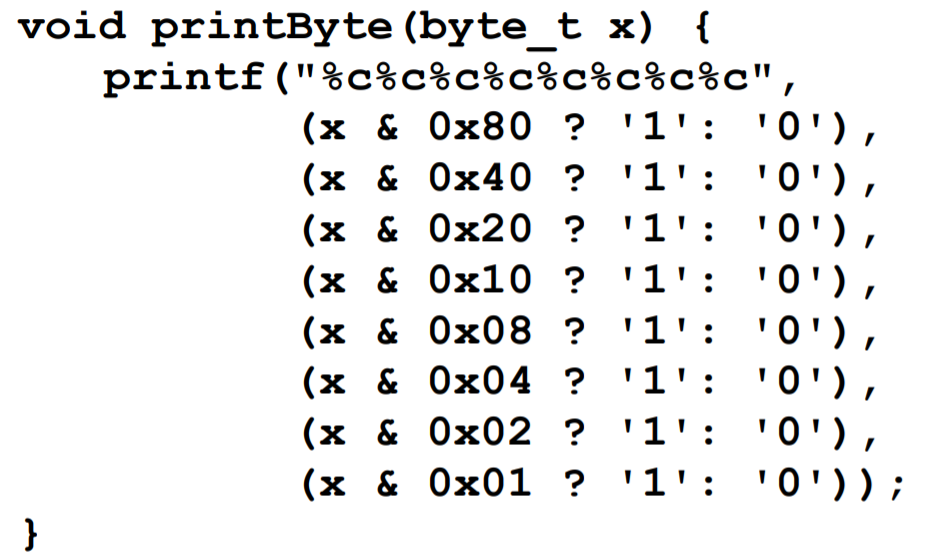 void printByte(byte_t x) {
printf("%c%c%c%c%c%c%c%c",
(x & 0x80 ? '1': '0'),
(x & 0x40 ? '1': '0'),
(x & 0x20 ? '1': '0'),
(x & 0x10 ? '1': '0'),
(x & 0x08 ? '1': '0'),
(x & 0x04 ? '1': '0'),
(x & 0x02 ? '1': '0'),
(x & 0x01 ? '1': '0'));
}